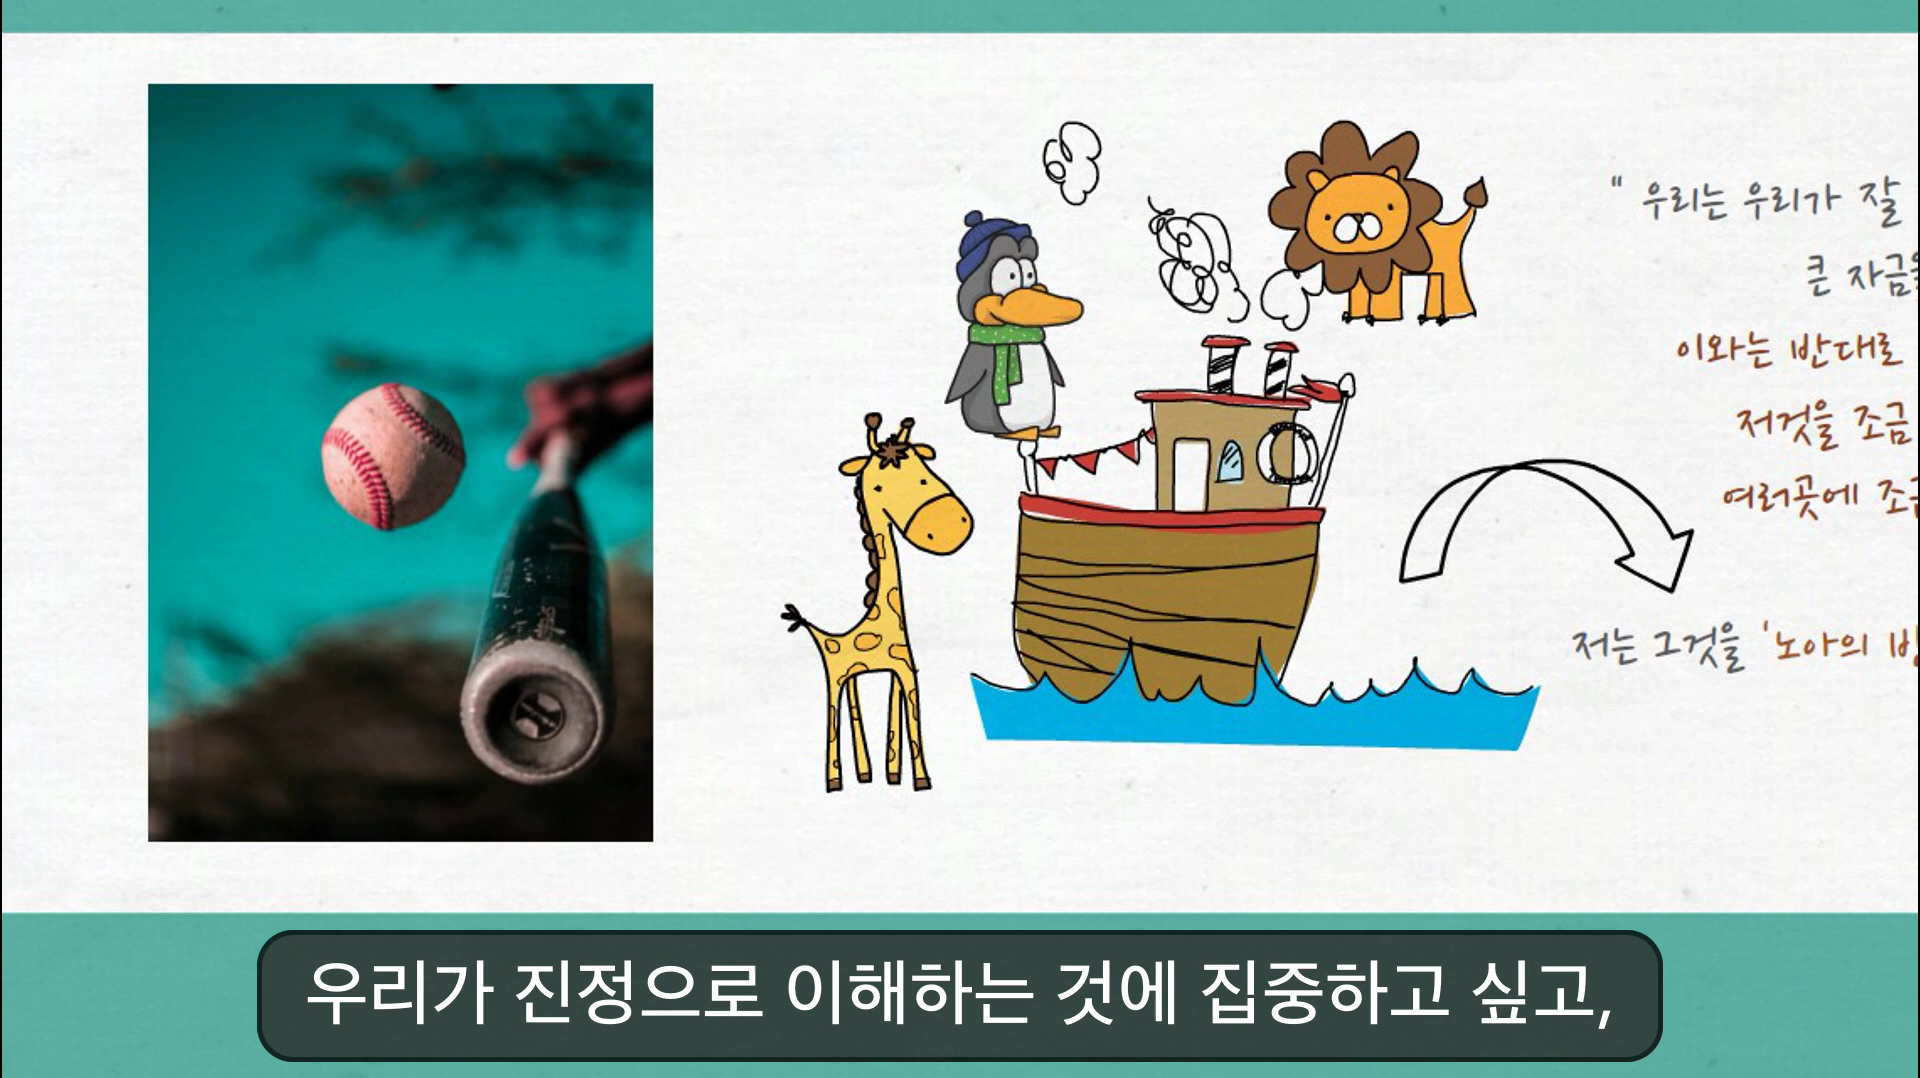 " 우리는 우리가 잘
큰 자금을
이와는 반대로
저것을 조금
여러곳에 조금
저는 그것을 '노아의
우리가 진정으로 이해하는 것에 집중하고 싶고,